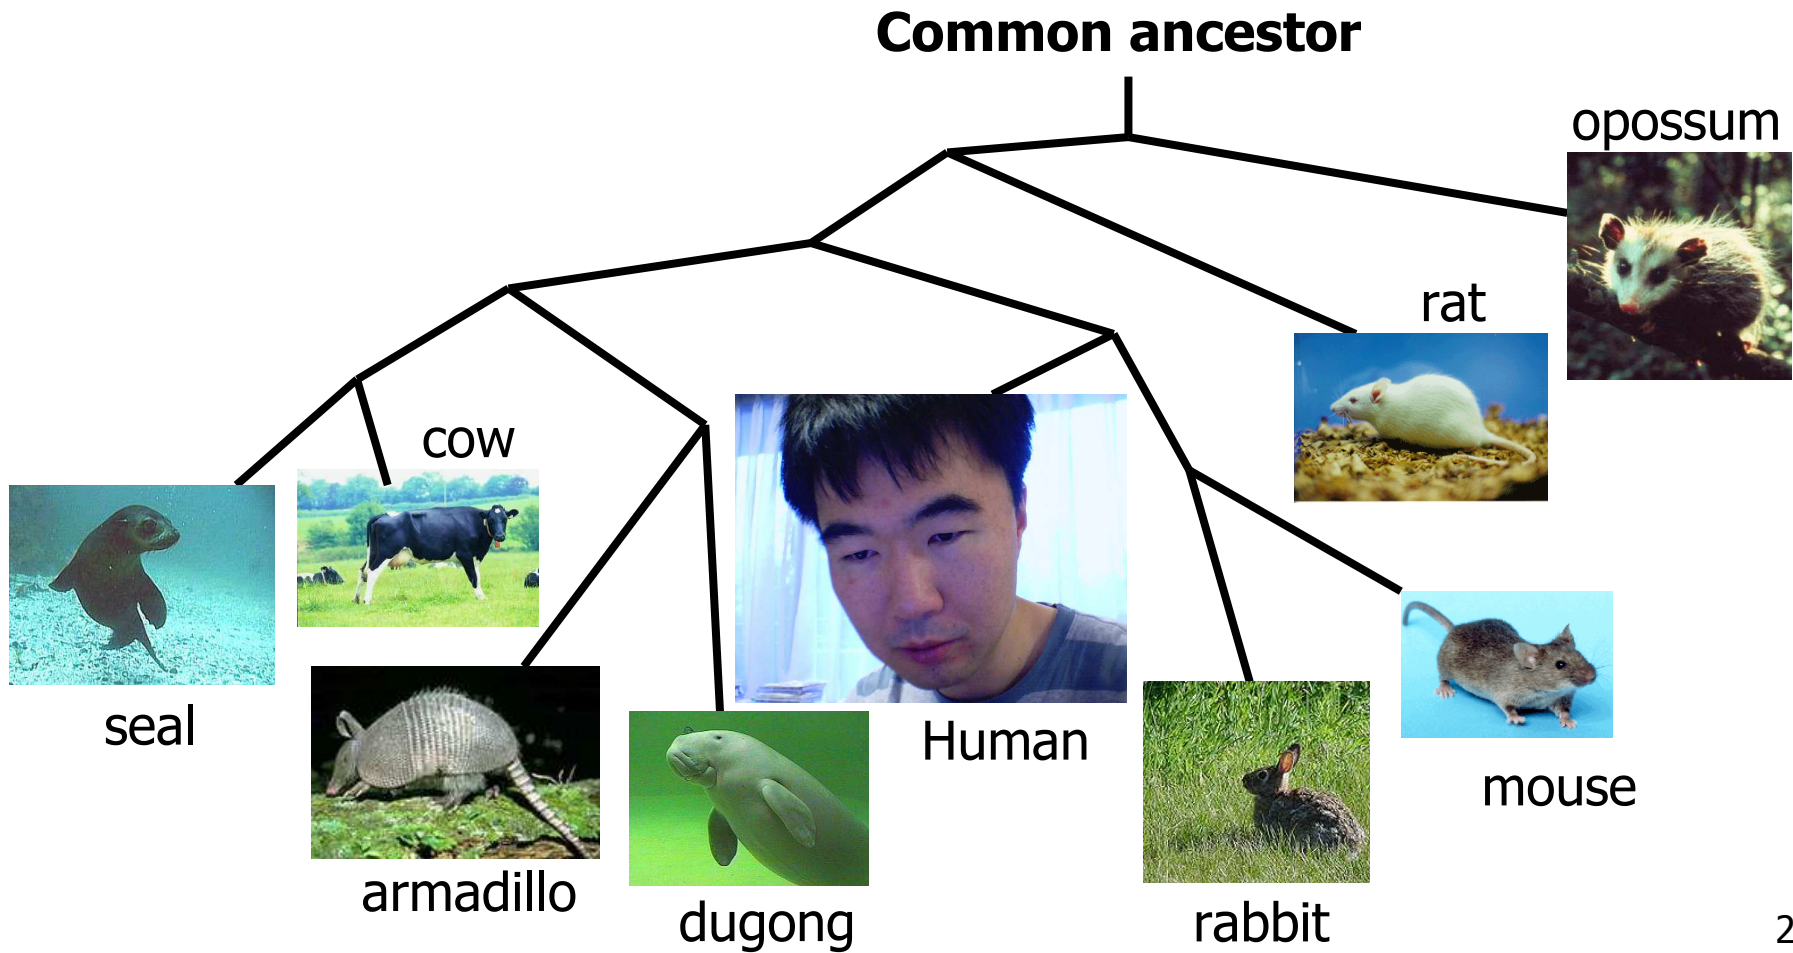 Common ancestor
opossum
rat
cow
seal
Human
mouse
armadillo
dugong
rabbit
2